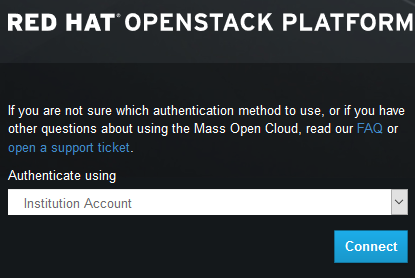 RED HAT® OPENSTACK PLATFORM
If you are not sure which authentication method to use, or if you have
other questions about using the Mass Open Cloud, read our FAQ or
open a support ticket.
Authenticate using
Institution Account
Connect